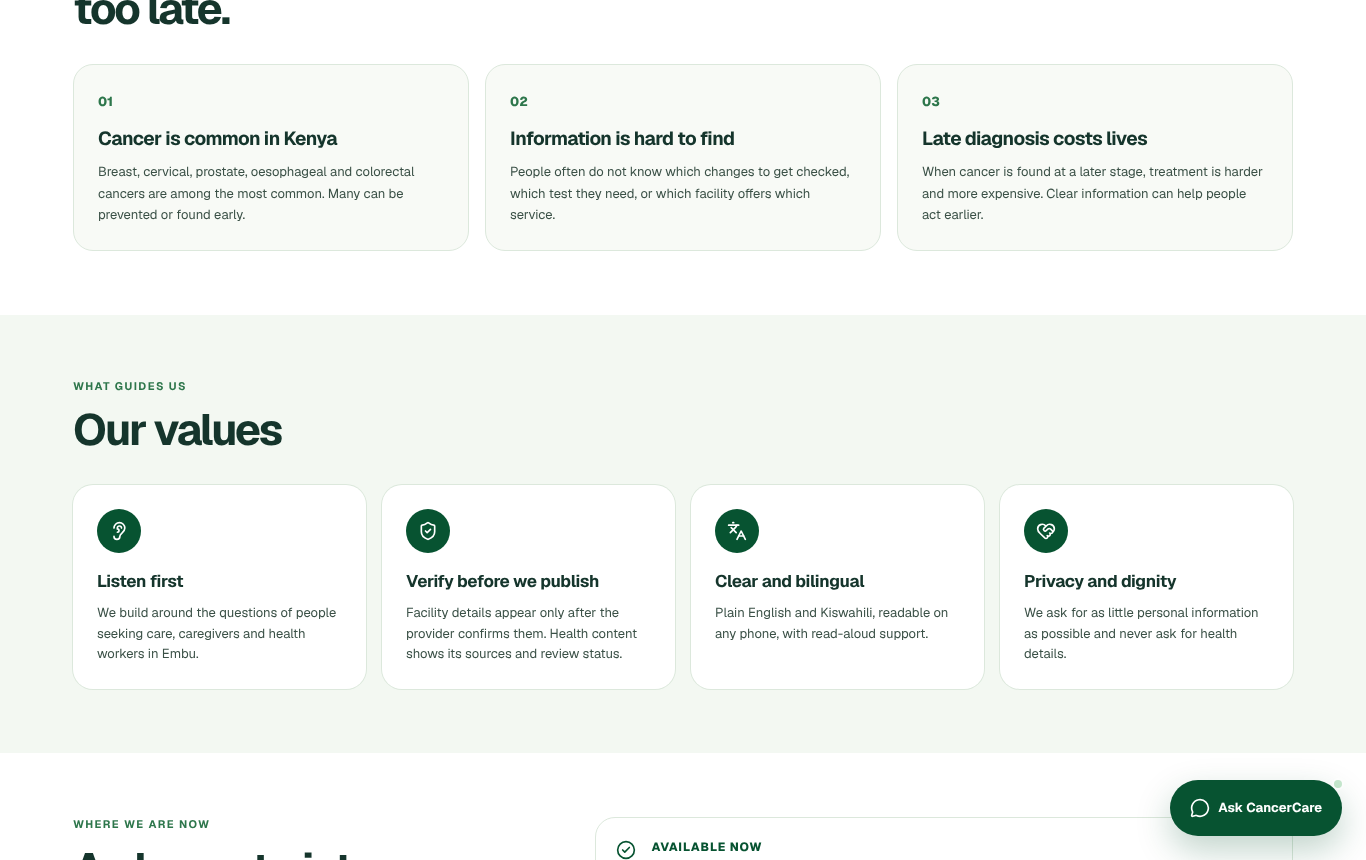 too late.
01
Cancer is common in Kenya
Breast, cervical, prostate, oesophageal and colorectal
cancers are among the most common. Many can be
prevented or found early.
02
Information is hard to find
People often do not know which changes to get checked,
which test they need, or which facility offers which
service.
03
Late diagnosis costs lives
When cancer is found at a later stage, treatment is harder
and more expensive. Clear information can help people
act earlier.
WHAT GUIDES US
Our values
Listen first
We build around the questions of people
seeking care, caregivers and health
workers in Embu.
Verify before we publish
Facility details appear only after the
provider confirms them. Health content
shows its sources and review status.
Clear and bilingual
Plain English and Kiswahili, readable on
any phone, with read-aloud support.
Privacy and dignity
We ask for as little personal information
as possible and never ask for health
details.
WHERE WE ARE NOW
AVAILABLE NOW
Ask CancerCare